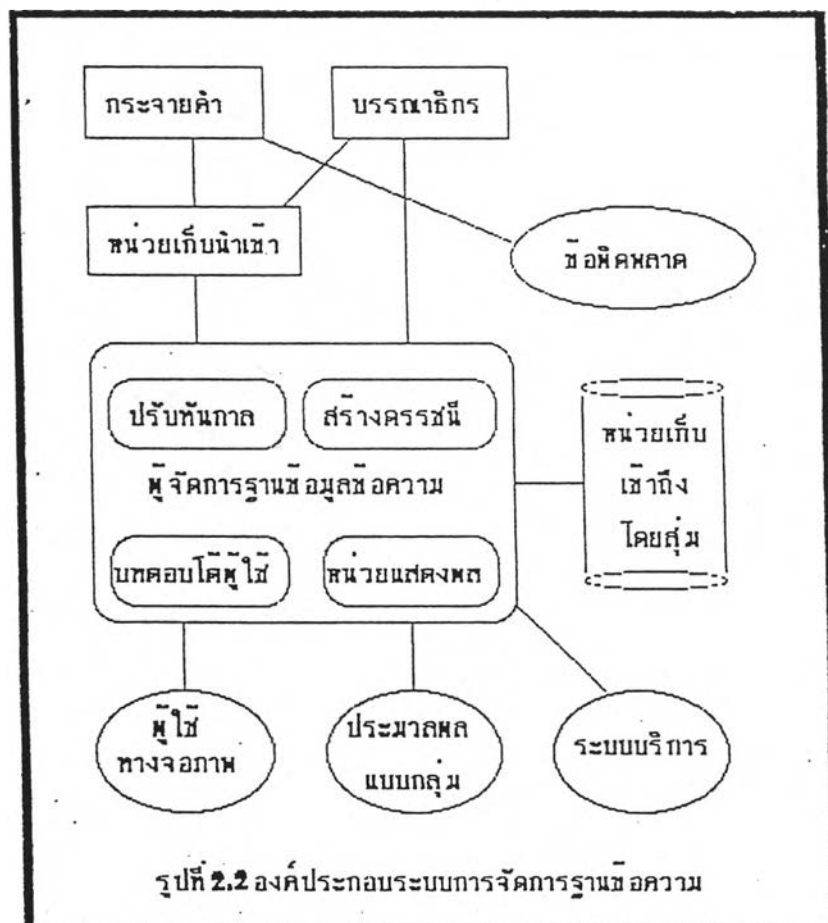 กระจายคำ
บรรณาธิกร
หน่วยเก็บนำเข้า
ข้อผิดพลาด
ปรับทันกาล
สร้างดรรชนี
ผู้จัดการฐานข้อมูลข้อความ
บทตอบโต้ผู้ใช้
หน่วยแสดงผล
หน่วยเก็บ
เข้าถึง
โดยสุ่ม
ผู้ใช้
ทางจอภาพ
ประมวลผล
แบบกลุ่ม
ระบบบริการ
รูปที่ 2.2 องค์ประกอบระบบการจัดการฐานข้อความ